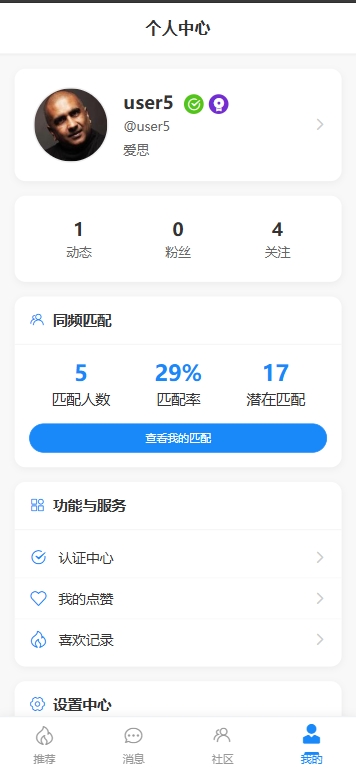 个人中心
user5
@user5
爱思
1 0 4
动态 粉丝 关注
同频匹配
5 29% 17
匹配人数 匹配率 潜在匹配
查看我的匹配
功能与服务
认证中心
我的点赞
喜欢记录
设置中心
推荐 消息 社区 我的